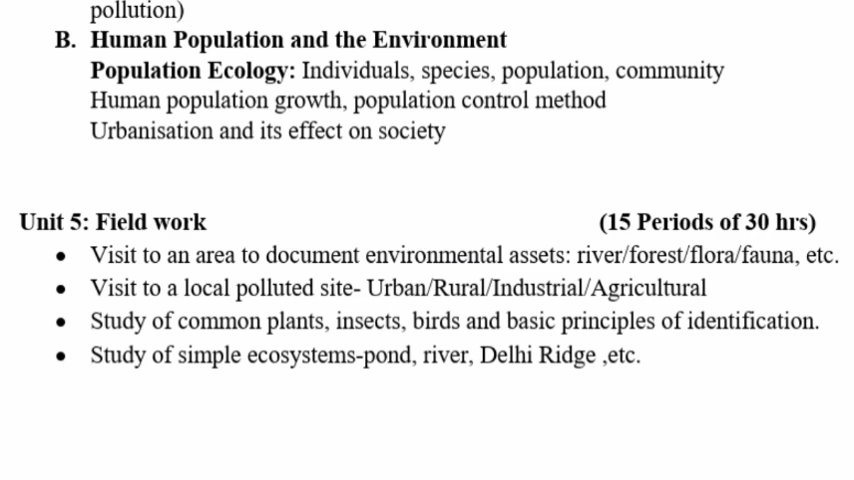 pollution)
B. Human Population and the Environment
Population Ecology: Individuals, species, population, community
Human population growth, population control method
Urbanisation and its effect on society
Unit 5: Field work (15 Periods of 30 hrs)
• Visit to an area to document environmental assets: river/forest/flora/fauna, etc.
• Visit to a local polluted site- Urban/Rural/Industrial/Agricultural
• Study of common plants, insects, birds and basic principles of identification.
• Study of simple ecosystems-pond, river, Delhi Ridge ,etc.